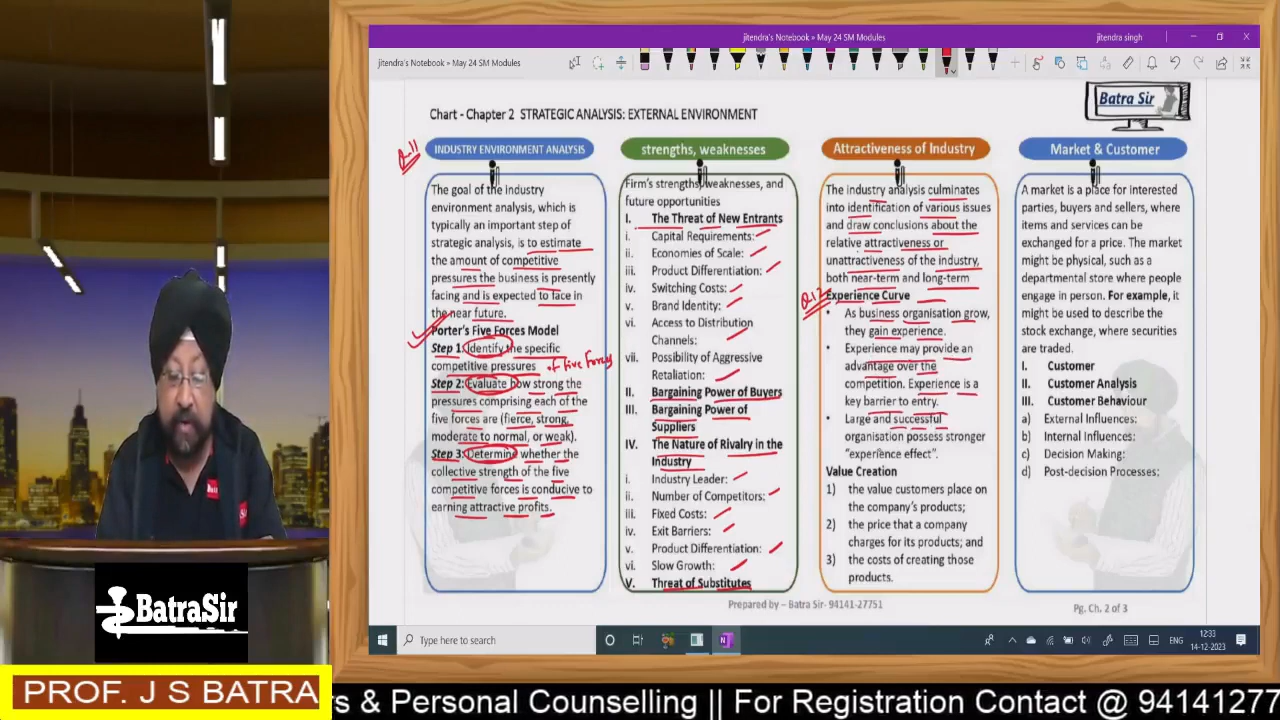 jitendra's Notebook » May 24 SM Modules
jitendra singh
jitendra's Notebook » May 24 SM Modules
Batra Sir
Chart - Chapter 2 STRATEGIC ANALYSIS: EXTERNAL ENVIRONMENT
Q-11
INDUSTRY ENVIRONMENT ANALYSIS
The goal of the industry
environment analysis, which is
typically an important step of
strategic analysis, is to estimate
the amount of competitive
pressures the business is presently
facing and is expected to face in
the near future.
Porter's Five Forces Model
Step 1: Identify the specific
competitive pressures of five forces
Step 2: Evaluate how strong the
pressures comprising each of the
five forces are (fierce, strong,
moderate to normal, or weak).
Step 3: Determine whether the
collective strength of the five
competitive forces is conducive to
earning attractive profits.
strengths, weaknesses
Firm's strengths, weaknesses, and
future opportunities
I. The Threat of New Entrants
i. Capital Requirements:
ii. Economies of Scale:
iii. Product Differentiation:
iv. Switching Costs:
v. Brand Identity:
vi. Access to Distribution
Channels:
vii. Possibility of Aggressive
Retaliation:
II. Bargaining Power of Buyers
III. Bargaining Power of
Suppliers
IV. The Nature of Rivalry in the
Industry
i. Industry Leader:
ii. Number of Competitors:
iii. Fixed Costs:
iv. Exit Barriers:
v. Product Differentiation:
vi. Slow Growth:
V. Threat of Substitutes
Attractiveness of Industry
The industry analysis culminates
into identification of various issues
and draw conclusions about the
relative attractiveness or
unattractiveness of the industry,
both near-term and long-term
Q.12
Experience Curve
• As business organisation grow,
they gain experience.
• Experience may provide an
advantage over the
competition. Experience is a
key barrier to entry.
• Large and successful
organisation possess stronger
"experience effect".
Value Creation
1) the value customers place on
the company's products;
2) the price that a company
charges for its products; and
3) the costs of creating those
products.
Market & Customer
A market is a place for interested
parties, buyers and sellers, where
items and services can be
exchanged for a price. The market
might be physical, such as a
departmental store where people
engage in person. For example, it
might be used to describe the
stock exchange, where securities
are traded.
I. Customer
II. Customer Analysis
III. Customer Behaviour
a) External Influences:
b) Internal Influences:
c) Decision Making:
d) Post-decision Processes:
Prepared by – Batra Sir- 94141-27751
Pg. Ch. 2 of 3
Type here to search
ENG
12:33
14-12-2023
BatraSir
PROF. J S BATRA
rs & Personal Counselling || For Registration Contact @ 94141277